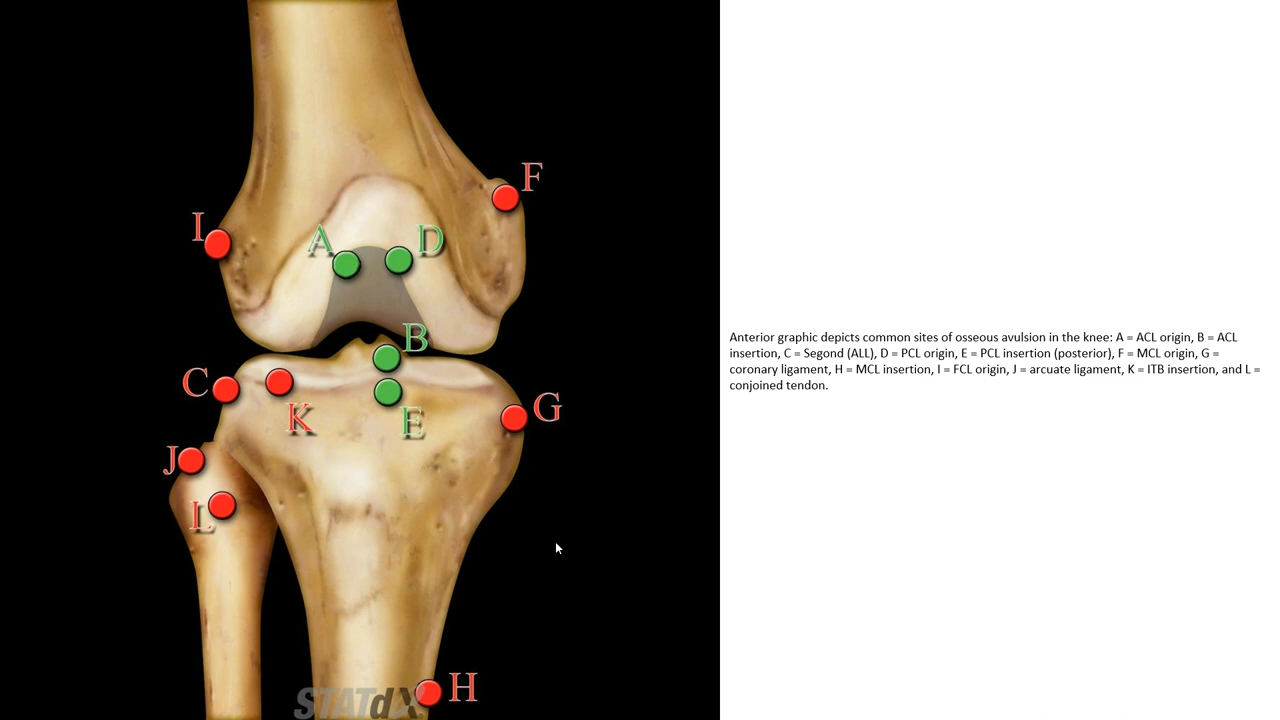 F
I
A
D
B
C
K
E
G
J
L
H
STATdX
Anterior graphic depicts common sites of osseous avulsion in the knee: A = ACL origin, B = ACL
insertion, C = Segond (ALL), D = PCL origin, E = PCL insertion (posterior), F = MCL origin, G =
coronary ligament, H = MCL insertion, I = FCL origin, J = arcuate ligament, K = ITB insertion, and L =
conjoined tendon.